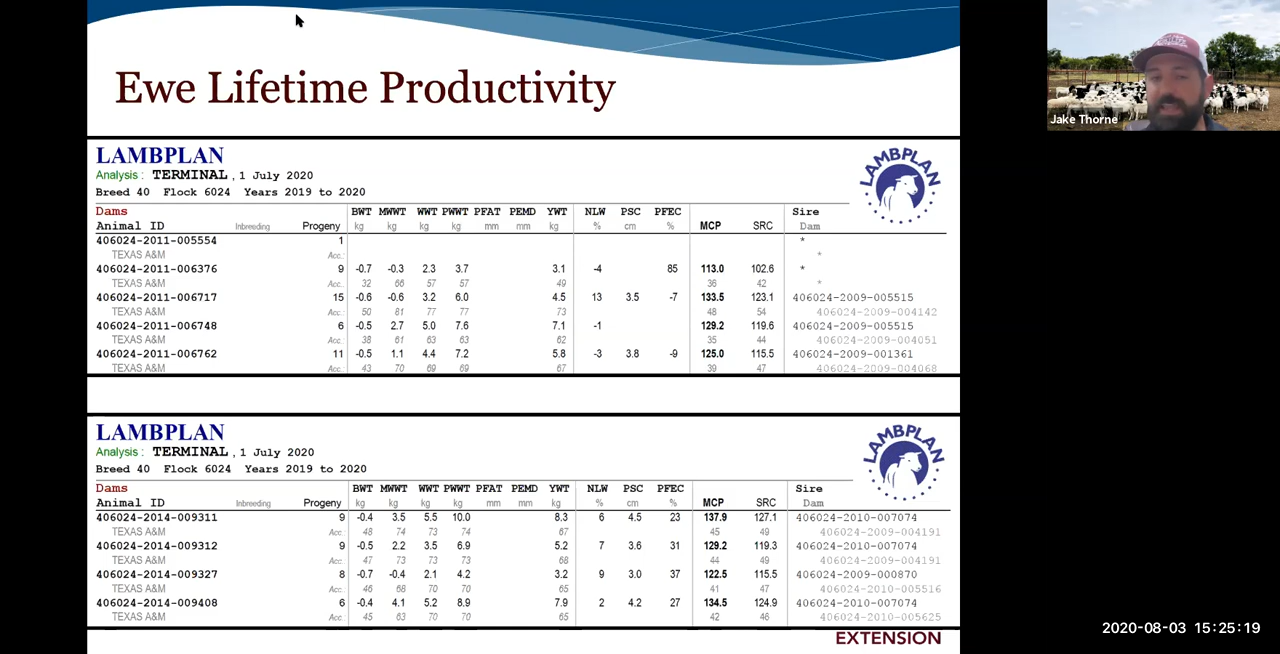 Ewe Lifetime Productivity
Jake Thorne
LAMBPLAN
Analysis : TERMINAL , 1 July 2020
Breed 40 Flock 6024 Years 2019 to 2020
LAMBPLAN
Dams BWT MWWT WWT PWWT PFAT PEMD YWT NLW PSC PFEC Sire
Animal ID Inbreeding Progeny kg kg kg kg mm mm kg % cm % MCP SRC Dam
406024-2011-005554 1 *
TEXAS A&M Acc.: *
406024-2011-006376 9 -0.7 -0.3 2.3 3.7 3.1 -4 85 113.0 102.6 *
TEXAS A&M Acc.: 32 66 57 57 49 36 42 *
406024-2011-006717 15 -0.6 -0.6 3.2 6.0 4.5 13 3.5 -7 133.5 123.1 406024-2009-005515
TEXAS A&M Acc.: 50 81 77 77 73 48 54 406024-2009-004142
406024-2011-006748 6 -0.5 2.7 5.0 7.6 7.1 -1 129.2 119.6 406024-2009-005515
TEXAS A&M Acc.: 38 61 63 63 62 35 44 406024-2009-004051
406024-2011-006762 11 -0.5 1.1 4.4 7.2 5.8 -3 3.8 -9 125.0 115.5 406024-2009-001361
TEXAS A&M Acc.: 43 70 69 69 67 39 47 406024-2009-004068
LAMBPLAN
Analysis : TERMINAL , 1 July 2020
Breed 40 Flock 6024 Years 2019 to 2020
LAMBPLAN
Dams BWT MWWT WWT PWWT PFAT PEMD YWT NLW PSC PFEC Sire
Animal ID Inbreeding Progeny kg kg kg kg mm mm kg % cm % MCP SRC Dam
406024-2014-009311 9 -0.4 3.5 5.5 10.0 8.3 6 4.5 23 137.9 127.1 406024-2010-007074
TEXAS A&M Acc.: 48 74 73 74 67 45 49 406024-2009-004191
406024-2014-009312 9 -0.5 2.2 3.5 6.9 5.2 7 3.6 31 129.2 119.3 406024-2010-007074
TEXAS A&M Acc.: 47 73 73 73 68 44 49 406024-2009-004191
406024-2014-009327 8 -0.7 -0.4 2.1 4.2 3.2 9 3.0 37 122.5 115.5 406024-2009-000870
TEXAS A&M Acc.: 46 68 70 70 65 41 47 406024-2010-005516
406024-2014-009408 6 -0.4 4.1 5.2 8.9 7.9 2 4.2 27 134.5 124.9 406024-2010-007074
TEXAS A&M Acc.: 45 63 70 70 65 42 46 406024-2010-005625
EXTENSION
2020-08-03 15:25:19